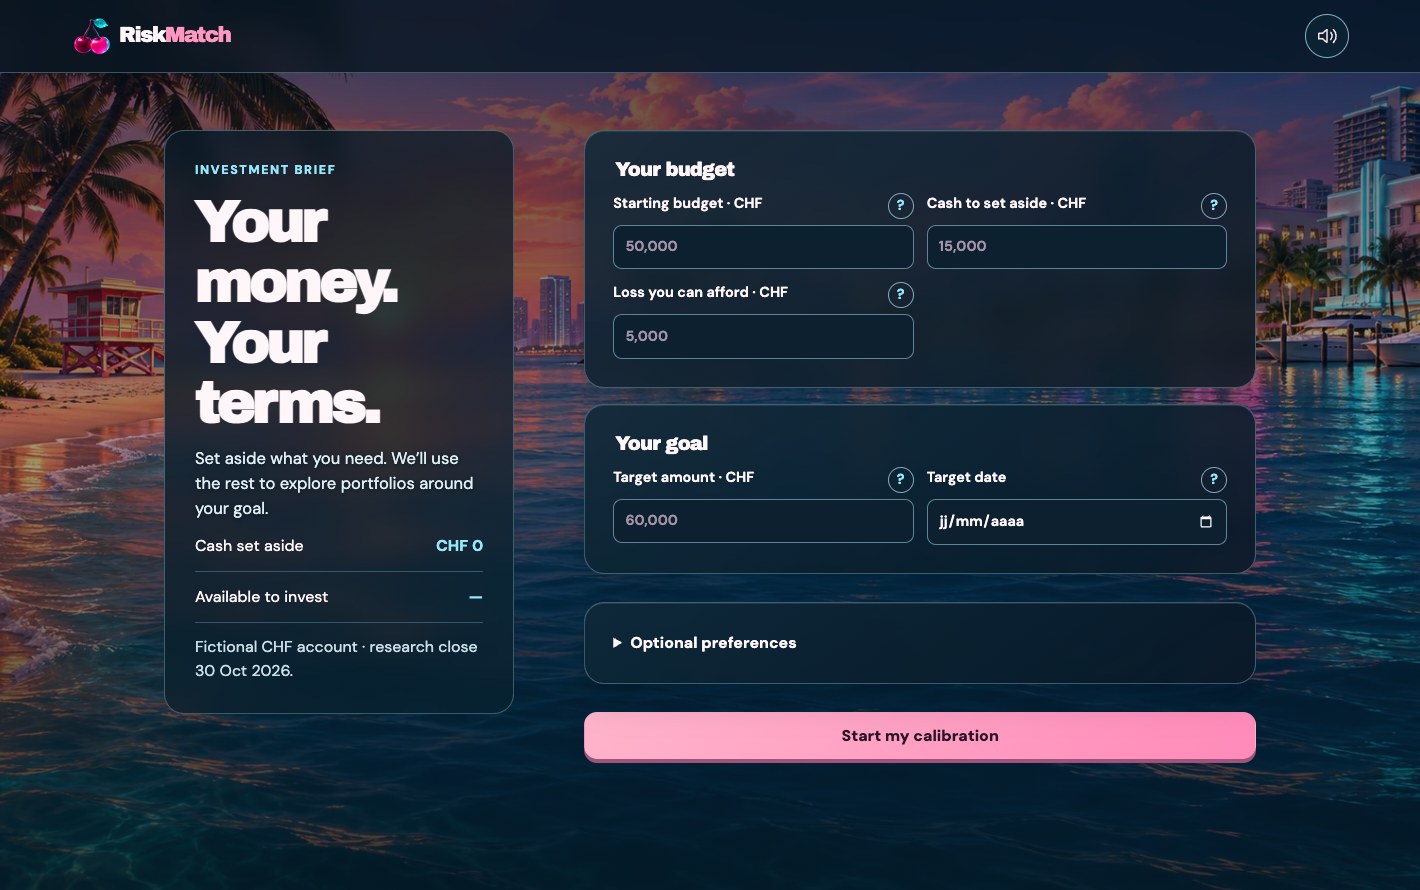 RiskMatch
INVESTMENT BRIEF
Your
money.
Your
terms.
Set aside what you need. We’ll use
the rest to explore portfolios around
your goal.
Cash set aside CHF 0
Available to invest —
Fictional CHF account · research close
30 Oct 2026.
Your budget
Starting budget · CHF ? Cash to set aside · CHF ?
50,000 15,000
Loss you can afford · CHF ?
5,000
Your goal
Target amount · CHF ? Target date ?
60,000 jj/mm/aaaa
Optional preferences
Start my calibration